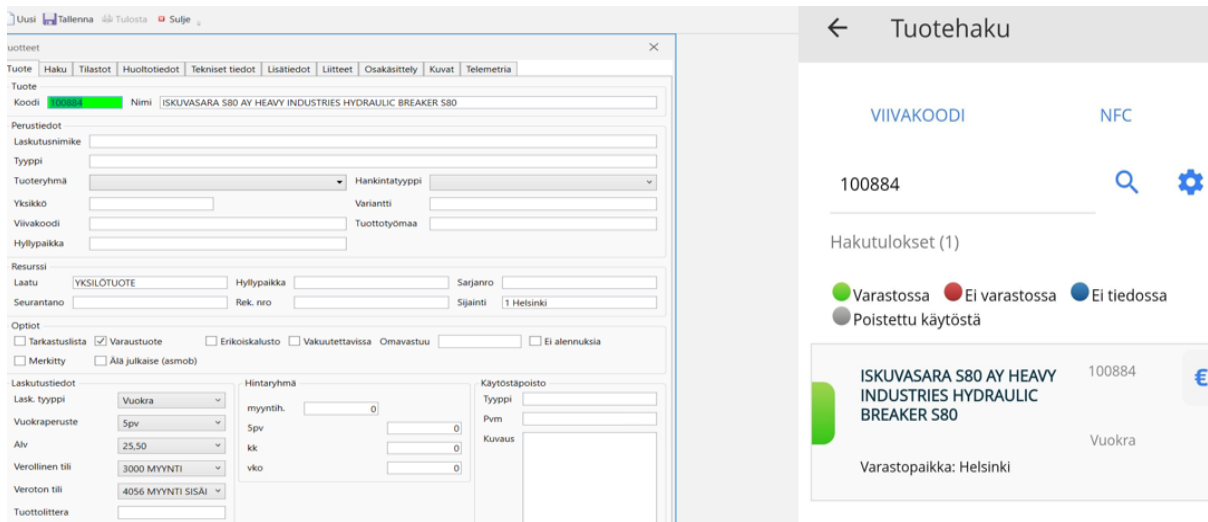 Uusi Tallenna Tulosta Sulje
uotteet
Tuote Haku Tilastot Huoltotiedot Tekniset tiedot Lisätiedot Liitteet Osakäsittely Kuvat Telemetria
Tuote
Koodi 100884 Nimi ISKUVASARA S80 AY HEAVY INDUSTRIES HYDRAULIC BREAKER S80
Perustiedot
Laskutusnimike
Tyyppi
Tuoteryhmä Hankintatyyppi
Yksikkö Variantti
Viivakoodi Tuottotyömaa
Hyllypaikka
Resurssi
Laatu YKSILÖTUOTE Hyllypaikka Sarjanro
Seurantano Rek. nro Sijainti 1 Helsinki
Optiot
Tarkastuslista Varaustuote Erikoiskalusto Vakuutettavissa Omavastuu Ei alennuksia
Merkitty Älä julkaise (asmob)
Laskutustiedot
Lask. tyyppi Vuokra
Vuokraperuste 5pv
Alv 25,50
Verollinen tili 3000 MYYNTI
Veroton tili 4056 MYYNTI SISÄI
Tuottolittera
Hintaryhmä
myyntih. 0
5pv 0
kk 0
vko 0
Käytöstäpoisto
Tyyppi
Pvm
Kuvaus
Tuotehaku
VIIVAKOODI NFC
100884
Hakutulokset (1)
Varastossa Ei varastossa Ei tiedossa
Poistettu käytöstä
ISKUVASARA S80 AY HEAVY 100884 €
INDUSTRIES HYDRAULIC
BREAKER S80
Vuokra
Varastopaikka: Helsinki